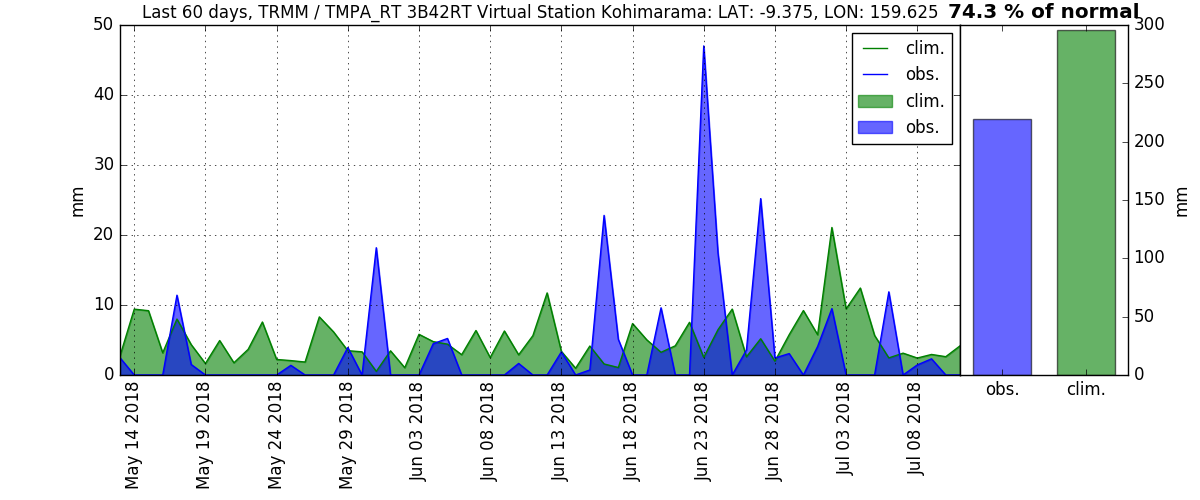 Last 60 days, TRMM / TMPA_RT 3B42RT Virtual Station Kohimarama: LAT: -9.375, LON: 159.625 74.3 % of normal
50
40
30
20
10
0
mm
clim.
obs.
clim.
obs.
300
250
200
150
100
50
0
mm
obs.
clim.
May 14 2018
May 19 2018
May 24 2018
May 29 2018
Jun 03 2018
Jun 08 2018
Jun 13 2018
Jun 18 2018
Jun 23 2018
Jun 28 2018
Jul 03 2018
Jul 08 2018